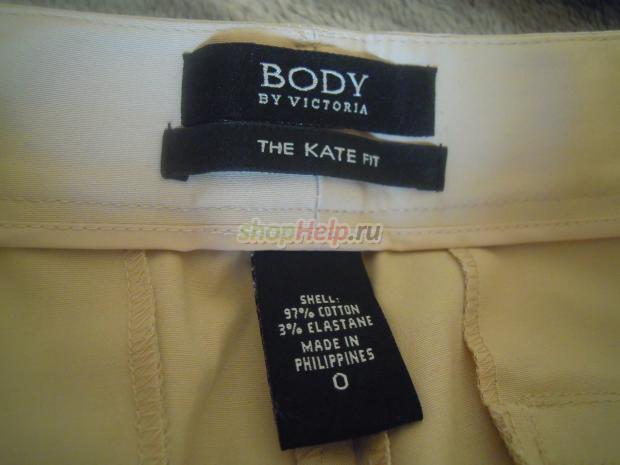 BODY
BY VICTORIA
THE KATE FIT
shopHelp.ru
SHELL:
97% COTTON
3% ELASTANE
MADE IN
PHILIPPINES
0